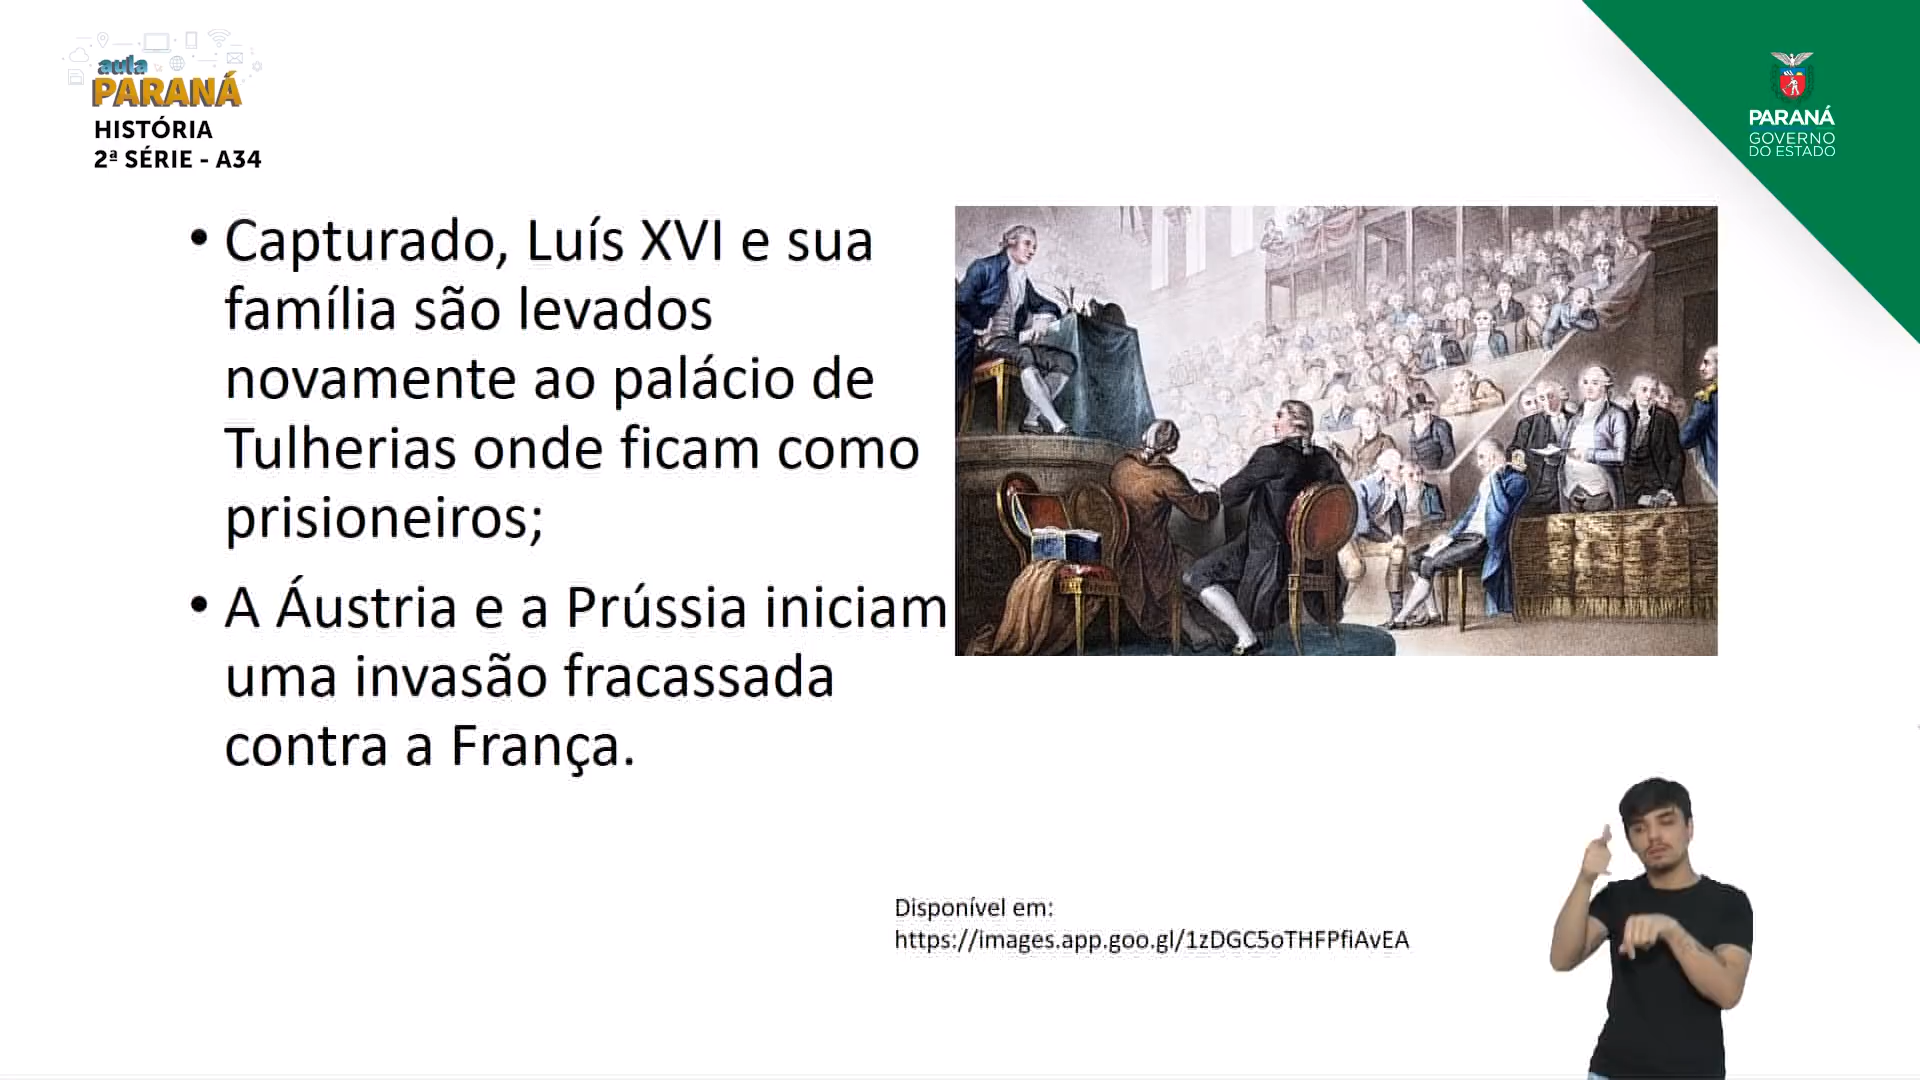 aula
PARANÁ
HISTÓRIA
2ª SÉRIE - A34
PARANÁ
GOVERNO
DO ESTADO
• Capturado, Luís XVI e sua
família são levados
novamente ao palácio de
Tulherias onde ficam como
prisioneiros;
• A Áustria e a Prússia iniciam
uma invasão fracassada
contra a França.
Disponível em:
https://images.app.goo.gl/1zDGC5oTHFPfiAvEA